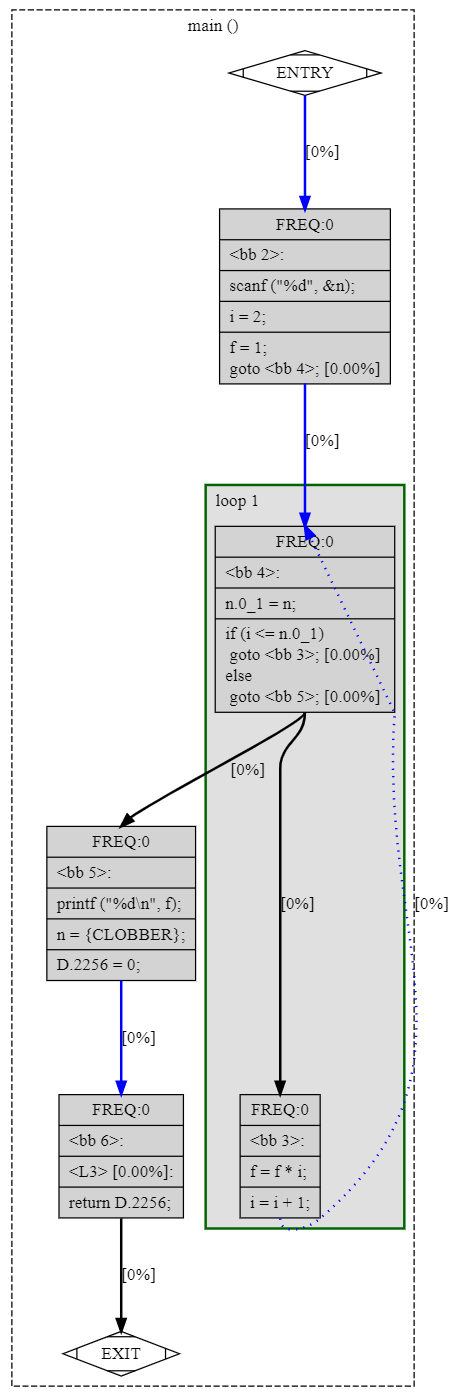 main ()
ENTRY
[0%]
FREQ:0
<bb 2>:
scanf ("%d", &n);
i = 2;
f = 1;
goto <bb 4>; [0.00%]
[0%]
loop 1
FREQ:0
<bb 4>:
n.0_1 = n;
if (i <= n.0_1)
goto <bb 3>; [0.00%]
else
goto <bb 5>; [0.00%]
[0%]
FREQ:0
<bb 5>:
printf ("%d\n", f);
n = {CLOBBER};
D.2256 = 0;
[0%]
[0%]
[0%]
FREQ:0
<bb 6>:
<L3> [0.00%]:
return D.2256;
FREQ:0
<bb 3>:
f = f * i;
i = i + 1;
[0%]
EXIT